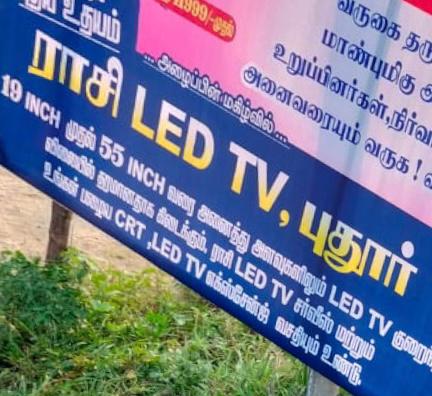 உதயம்
999/-முதல்
வருகை
மாண்புமிகு
உறுப்பினர்கள்,
அனைவரையும் வருக !
... அழைப்பின் மகிழ்வில் ...
ராசி LED TV, புதூர்
19 INCH முதல் 55 INCH வரை அனைத்து அளவுகளிலும் LED TV
விலையில் தரமானதாக கிடைக்கும். ராசி LED TV சர்வீஸ் மற்றும்
உங்கள் பழைய CRT ,LED TV எக்ஸ்சேஞ்ச் வசதியும் உண்டு.